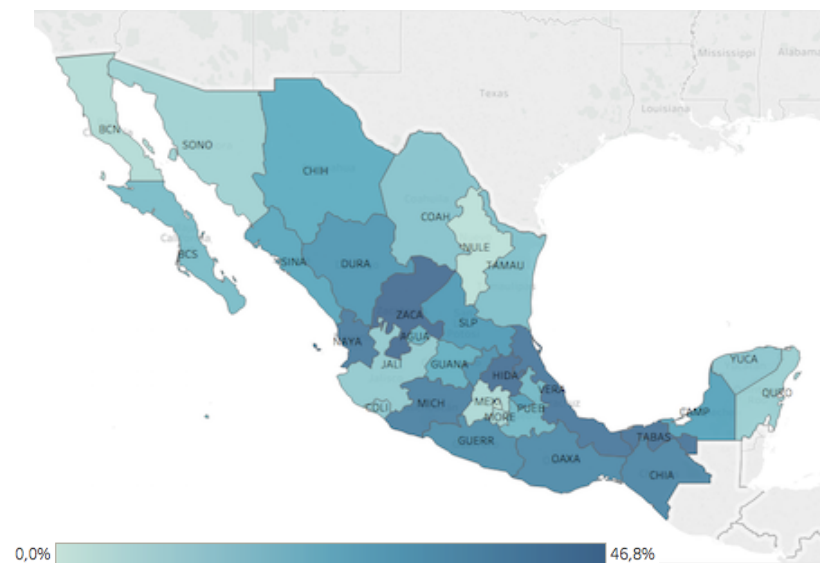 Mississippi
Alabama
Texas
Louisiana
BCN
SONO
CHIH
COAH
NULE
BCS
SINA
DURA
TAMAU
ZACA
SLP
NAYA
AGUA
JALI
GUANA
HIDA
VERA
YUCA
COLI
MICH
MEXI
MORE
PUEB
CAMP
QURO
GUERR
OAXA
TABAS
CHIA
0,0%
46,8%